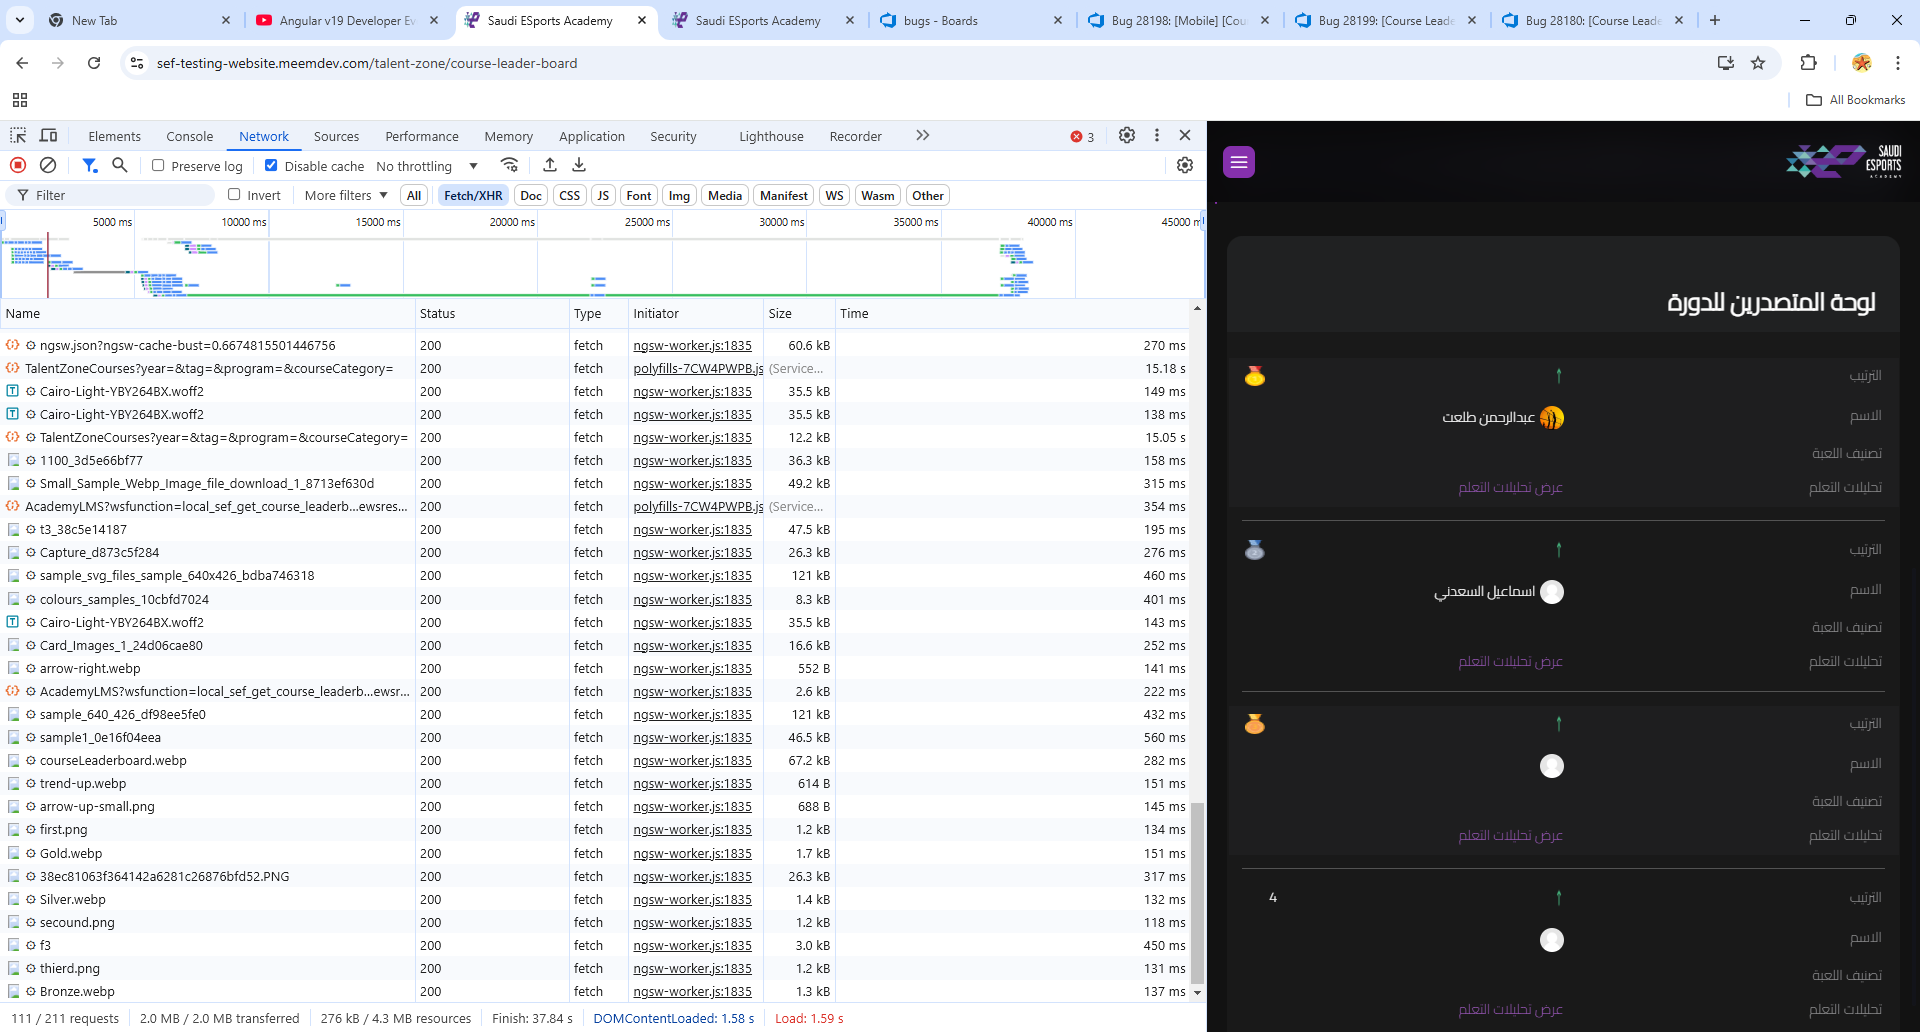 New Tab
Angular v19 Developer Ev
Saudi ESports Academy
Saudi ESports Academy
bugs - Boards
Bug 28198: [Mobile] [Cou
Bug 28199: [Course Leade
Bug 28180: [Course Leade
sef-testing-website.meemdev.com/talent-zone/course-leader-board
All Bookmarks
Elements Console Network Sources Performance Memory Application Security Lighthouse Recorder 3
Preserve log Disable cache No throttling
Filter Invert More filters All Fetch/XHR Doc CSS JS Font Img Media Manifest WS Wasm Other
5000 ms 10000 ms 15000 ms 20000 ms 25000 ms 30000 ms 35000 ms 40000 ms 45000 m
Name Status Type Initiator Size Time
ngsw.json?ngsw-cache-bust=0.6674815501446756 200 fetch ngsw-worker.js:1835 60.6 kB 270 ms
TalentZoneCourses?year=&tag=&program=&courseCategory= 200 fetch polyfills-7CW4PWPB.js (Service... 15.18 s
Cairo-Light-YBY264BX.woff2 200 fetch ngsw-worker.js:1835 35.5 kB 149 ms
Cairo-Light-YBY264BX.woff2 200 fetch ngsw-worker.js:1835 35.5 kB 138 ms
TalentZoneCourses?year=&tag=&program=&courseCategory= 200 fetch ngsw-worker.js:1835 12.2 kB 15.05 s
1100_3d5e66bf77 200 fetch ngsw-worker.js:1835 36.3 kB 158 ms
Small_Sample_Webp_Image_file_download_1_8713ef630d 200 fetch ngsw-worker.js:1835 49.2 kB 315 ms
AcademyLMS?wsfunction=local_sef_get_course_leaderb...ewsres... 200 fetch polyfills-7CW4PWPB.js (Service... 354 ms
t3_38c5e14187 200 fetch ngsw-worker.js:1835 47.5 kB 195 ms
Capture_d873c5f284 200 fetch ngsw-worker.js:1835 26.3 kB 276 ms
sample_svg_files_sample_640x426_bdba746318 200 fetch ngsw-worker.js:1835 121 kB 460 ms
colours_samples_10cbfd7024 200 fetch ngsw-worker.js:1835 8.3 kB 401 ms
Cairo-Light-YBY264BX.woff2 200 fetch ngsw-worker.js:1835 35.5 kB 143 ms
Card_Images_1_24d06cae80 200 fetch ngsw-worker.js:1835 16.6 kB 252 ms
arrow-right.webp 200 fetch ngsw-worker.js:1835 552 B 141 ms
AcademyLMS?wsfunction=local_sef_get_course_leaderb...ewsr... 200 fetch ngsw-worker.js:1835 2.6 kB 222 ms
sample_640_426_df98ee5fe0 200 fetch ngsw-worker.js:1835 121 kB 432 ms
sample1_0e16f04eea 200 fetch ngsw-worker.js:1835 46.5 kB 560 ms
courseLeaderboard.webp 200 fetch ngsw-worker.js:1835 67.2 kB 282 ms
trend-up.webp 200 fetch ngsw-worker.js:1835 614 B 151 ms
arrow-up-small.png 200 fetch ngsw-worker.js:1835 688 B 145 ms
first.png 200 fetch ngsw-worker.js:1835 1.2 kB 134 ms
Gold.webp 200 fetch ngsw-worker.js:1835 1.7 kB 151 ms
38ec81063f364142a6281c26876bfd52.PNG 200 fetch ngsw-worker.js:1835 26.3 kB 317 ms
Silver.webp 200 fetch ngsw-worker.js:1835 1.4 kB 132 ms
secound.png 200 fetch ngsw-worker.js:1835 1.2 kB 118 ms
f3 200 fetch ngsw-worker.js:1835 3.0 kB 450 ms
thierd.png 200 fetch ngsw-worker.js:1835 1.2 kB 131 ms
Bronze.webp 200 fetch ngsw-worker.js:1835 1.3 kB 137 ms
111 / 211 requests 2.0 MB / 2.0 MB transferred 276 kB / 4.3 MB resources Finish: 37.84 s DOMContentLoaded: 1.58 s Load: 1.59 s
SAUDI
ESPORTS
ACADEMY
لوحة المتصدرين للدورة
الترتيب
الاسم عبدالرحمن طلعت
تصنيف اللعبة
تحليلات التعلم عرض تحليلات التعلم
الترتيب
الاسم اسماعيل السعدني
تصنيف اللعبة
تحليلات التعلم عرض تحليلات التعلم
الترتيب
الاسم
تصنيف اللعبة
تحليلات التعلم عرض تحليلات التعلم
الترتيب 4
الاسم
تصنيف اللعبة
تحليلات التعلم عرض تحليلات التعلم